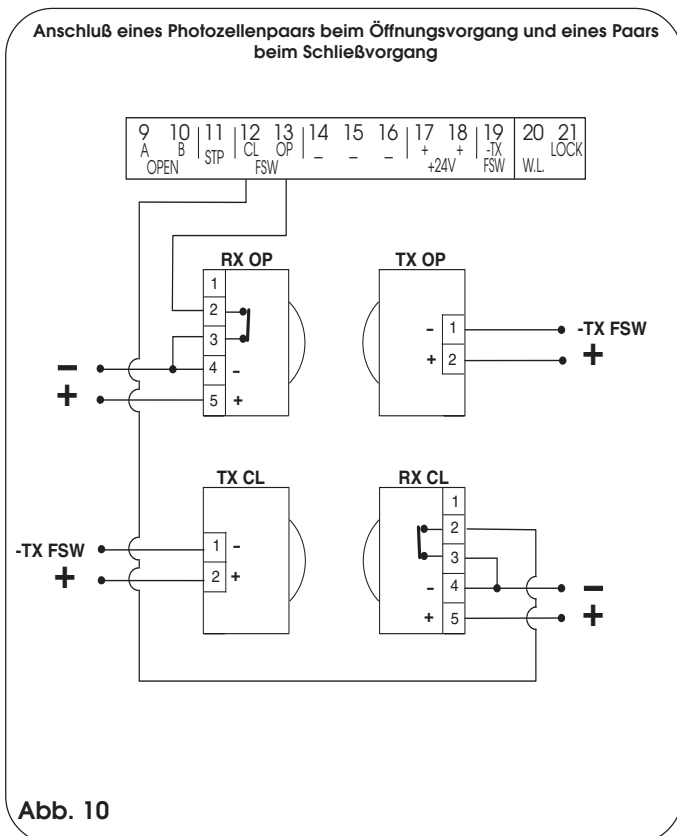 Anschluß eines Photozellenpaars beim Öffnungsvorgang und eines Paars
beim Schließvorgang
9 10 11 12 13 14 15 16 17 18 19 20 21
A B STP CL OP – – – + + -TX LOCK
OPEN FSW +24V FSW W.L.
RX OP TX OP
1
2
3
4 -
5 +
– 
+
- 1 -TX FSW
+ 2 +
TX CL RX CL
-TX FSW 1 -
+ 2 +
1
2
3
- 4 –
+ 5 +
Abb. 10